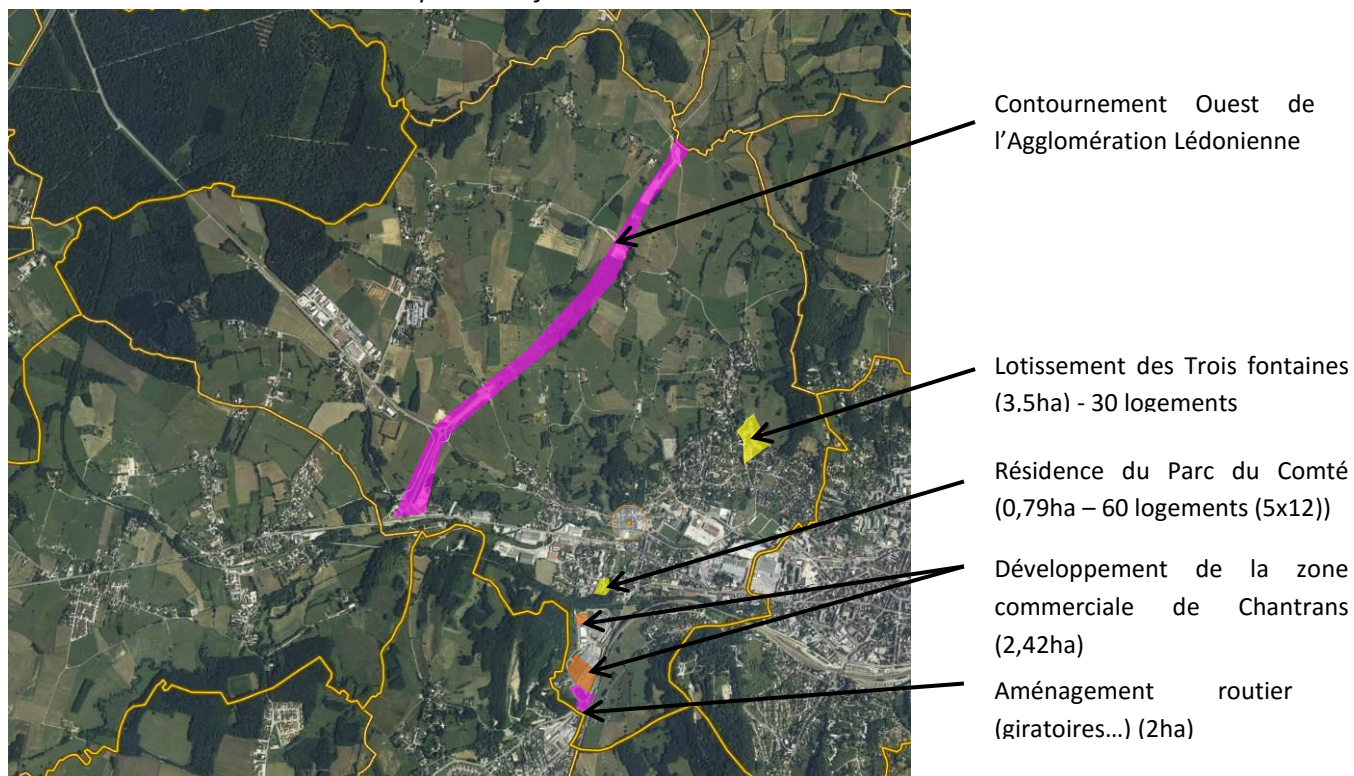 Contournement Ouest de
l’Agglomération Lédonienne
Lotissement des Trois fontaines
(3,5ha) - 30 logements
Résidence du Parc du Comté
(0,79ha – 60 logements (5x12))
Développement de la zone
commerciale de Chantrans
(2,42ha)
Aménagement routier
(giratoires…) (2ha)